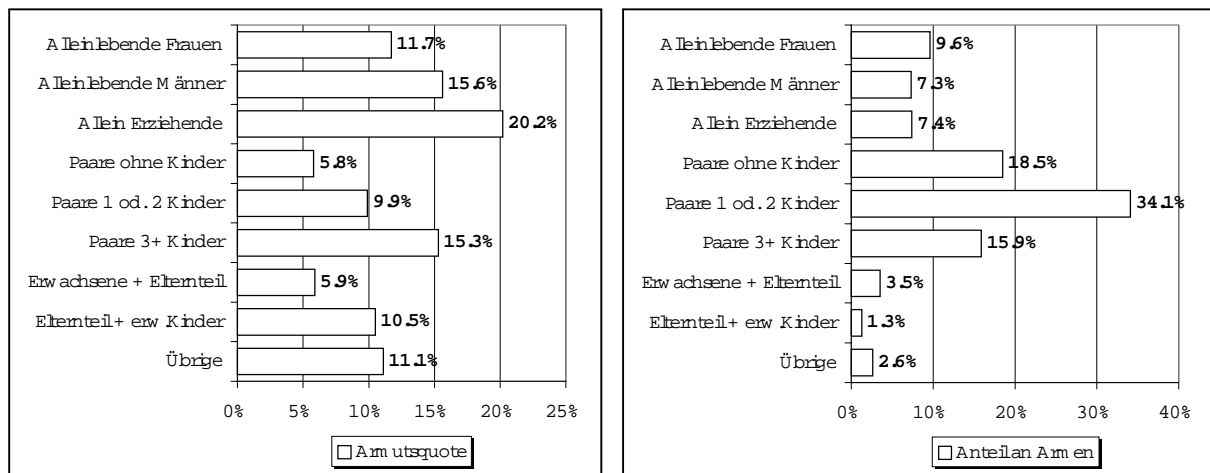 Alleinlebende Frauen 11.7%
Alleinlebende Männer 15.6%
Allein Erziehende 20.2%
Paare ohne Kinder 5.8%
Paare 1 od. 2 Kinder 9.9%
Paare 3+ Kinder 15.3%
Erwachsene + Elternteil 5.9%
Elternteil + erw.Kinder 10.5%
Übrige 11.1%
0% 5% 10% 15% 20% 25%
Armutsquote
Alleinlebende Frauen 9.6%
Alleinlebende Männer 7.3%
Allein Erziehende 7.4%
Paare ohne Kinder 18.5%
Paare 1 od. 2 Kinder 34.1%
Paare 3+ Kinder 15.9%
Erwachsene + Elternteil 3.5%
Elternteil + erw.Kinder 1.3%
Übrige 2.6%
0% 10% 20% 30% 40%
Anteil an Armen